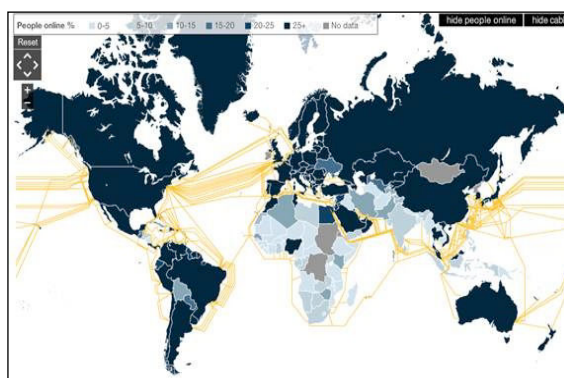 People online % 0-5 5-10 10-15 15-20 20-25 25+ No data
hide people online
hide cabl
Reset
+